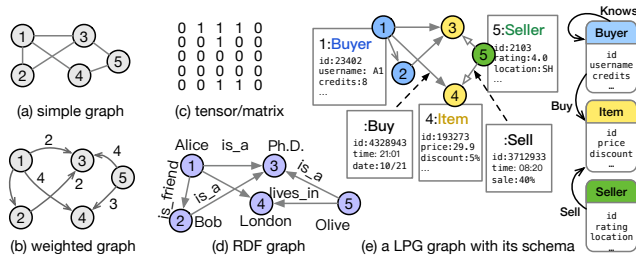 1
3
2
4
5
(a) simple graph
0 1 1 1 0
0 0 1 0 0
0 0 0 0 0
0 0 0 0 0
0 0 1 1 0
(c) tensor/matrix
2
4
4
2
3
1
3
5
2
4
(b) weighted graph
Alice
is_a
Ph.D.
1
3
is_friend
is_a
is_a
lives_in
2
Bob
4
London
5
Olive
(d) RDF graph
1:Buyer
id:23402
username: A1
credits:8
...
1
3
2
5
4
5:Seller
id:2103
rating:4.0
location:SH
...
:Buy
id:4328943
time: 21:01
date:10/21
4:Item
id:193273
price:29.9
discount:5%
...
:Sell
id:3712933
time: 08:20
sale:40%
(e) a LPG graph with its schema
Knows
Buyer
id
username
credits
...
Buy
Item
id
price
discount
...
Seller
Sell
id
rating
location
...